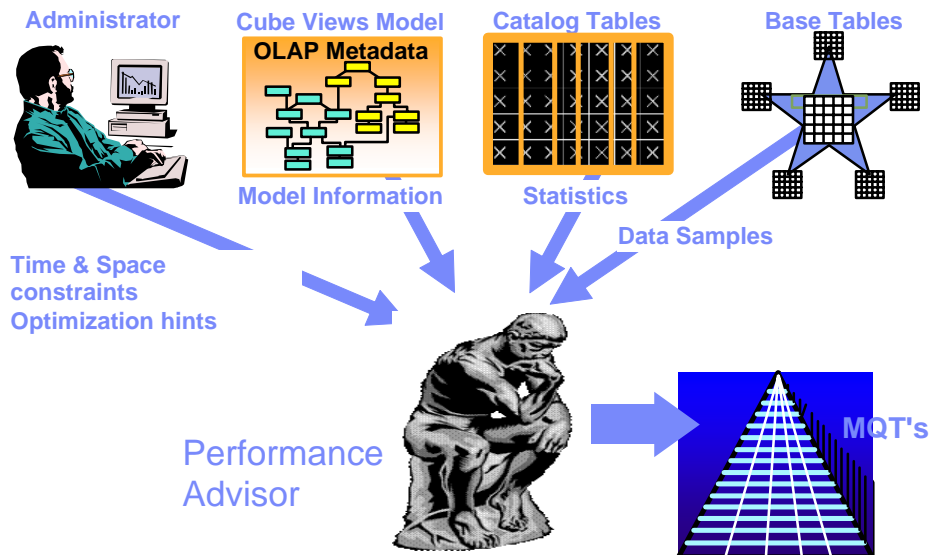 Administrator
Cube Views Model
Catalog Tables
Base Tables
OLAP Metadata
Model Information
Statistics
Data Samples
Time & Space
constraints
Optimization hints
Performance
Advisor
MQT's